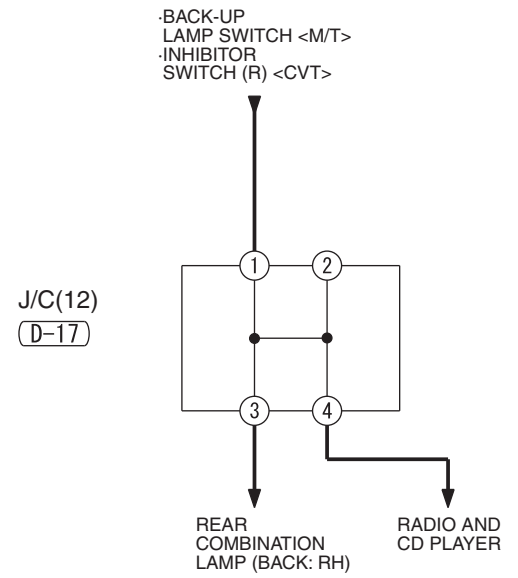 ·BACK-UP
LAMP SWITCH <M/T>
·INHIBITOR
SWITCH (R) <CVT>
1 2
J/C(12)
D-17
3 4
REAR
COMBINATION
LAMP (BACK: RH)
RADIO AND
CD PLAYER